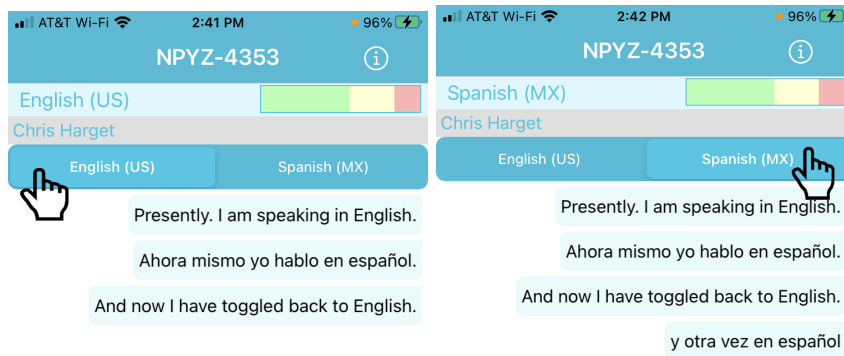 AT&T Wi-Fi 2:41 PM 96%
NPYZ-4353
English (US)
Chris Harget
English (US) Spanish (MX)
Presently. I am speaking in English.
Ahora mismo yo hablo en español.
And now I have toggled back to English.
AT&T Wi-Fi 2:42 PM 96%
NPYZ-4353
Spanish (MX)
Chris Harget
English (US) Spanish (MX)
Presently. I am speaking in English.
Ahora mismo yo hablo en español.
And now I have toggled back to English.
y otra vez en español